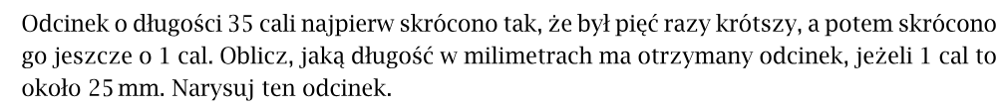 Odcinek o długości 35 cali najpierw skrócono tak, że był pięć razy krótszy, a potem skrócono
go jeszcze o 1 cal. Oblicz, jaką długość w milimetrach ma otrzymany odcinek, jeżeli 1 cal to
około 25 mm. Narysuj ten odcinek.